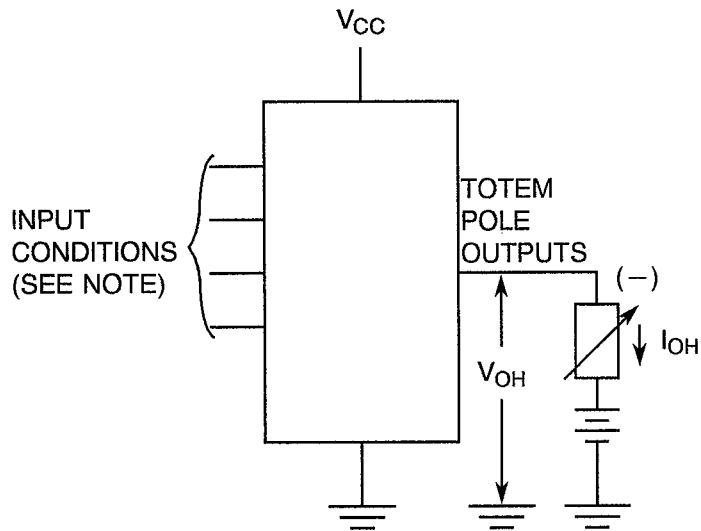 VCC
INPUT
CONDITIONS
(SEE NOTE)
TOTEM
POLE
OUTPUTS
(−)
IOH
VOH